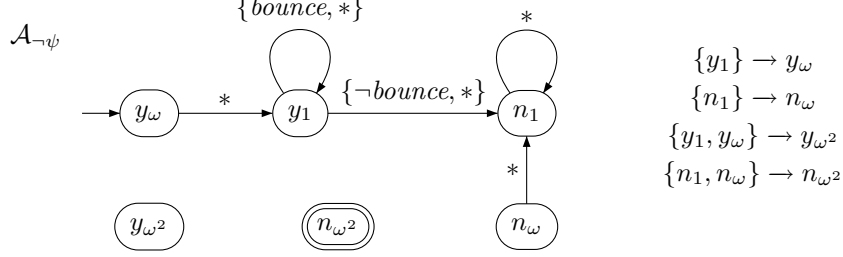 𝒜¬ψ
{bounce, *}
*
yω
*
y1
{¬bounce, *}
n1
*
yω²
nω²
nω
{y1} → yω
{n1} → nω
{y1, yω} → yω²
{n1, nω} → nω²